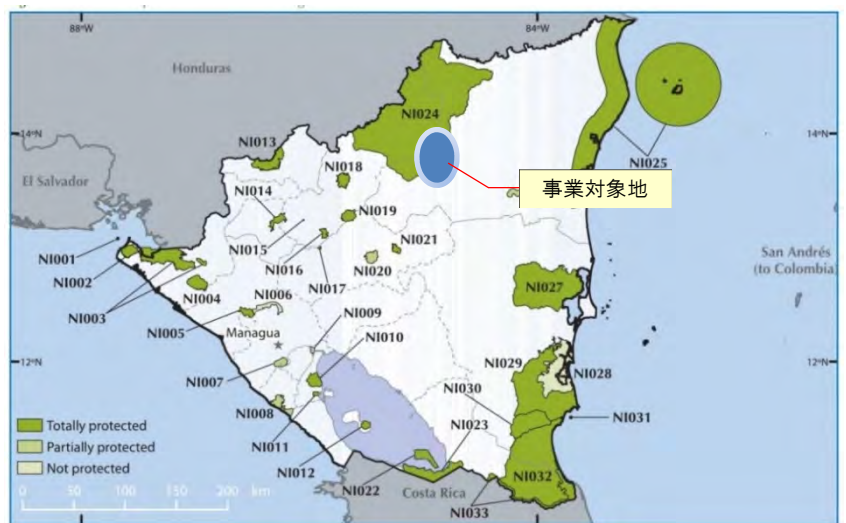 88°W
84°W
Honduras
NI024
14°N
14°N
NI013
NI025
NI018
El Salvador
事業対象地
NI014
NI019
NI015
NI021
NI001
NI016
NI020
San Andrés
(to Colombia)
NI002
NI017
NI027
NI003
NI004
NI006
NI005
NI009
Managua
NI010
12°N
12°N
NI029
NI007
NI028
NI030
NI008
NI031
Totally protected
NI023
NI011
Partially protected
NI012
Not protected
NI032
NI022
Costa Rica
0 50 100 150 200 km
NI033